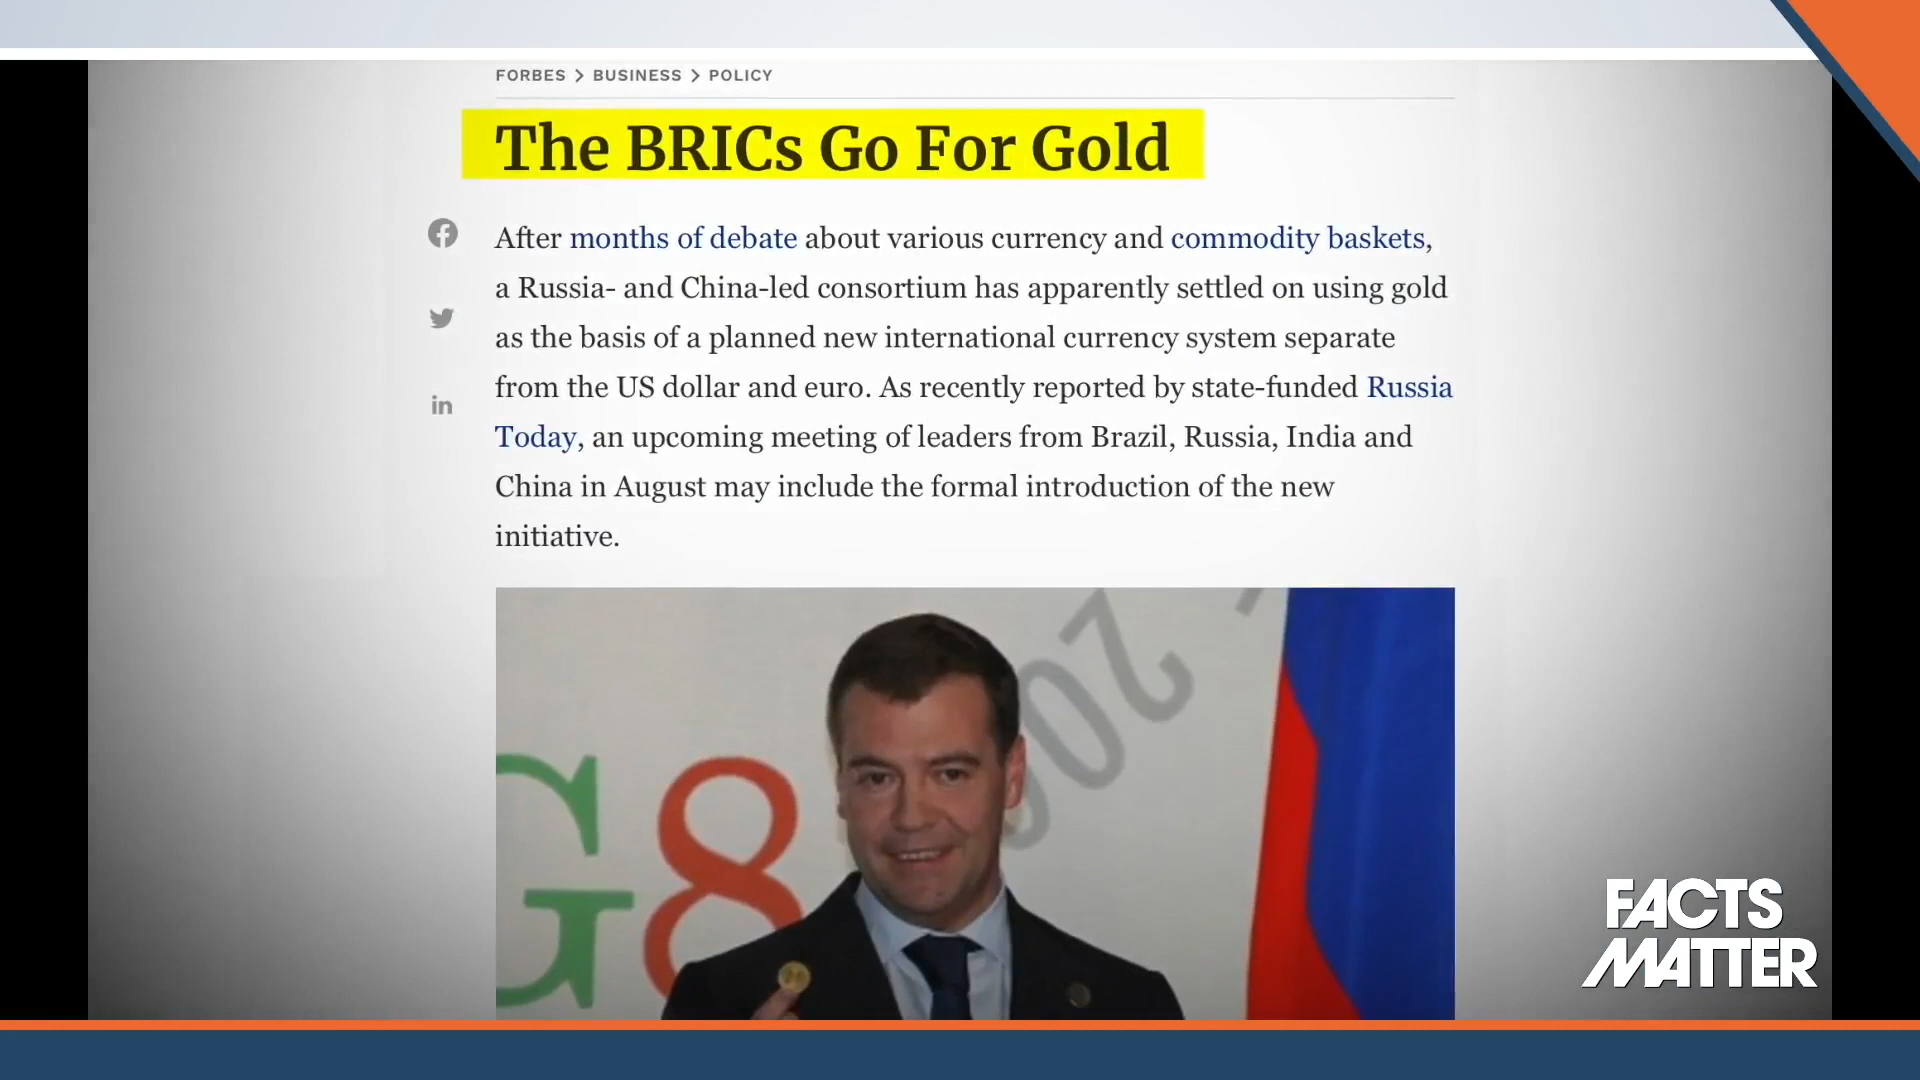 FORBES > BUSINESS > POLICY
The BRICs Go For Gold
After months of debate about various currency and commodity baskets,
a Russia- and China-led consortium has apparently settled on using gold
as the basis of a planned new international currency system separate
from the US dollar and euro. As recently reported by state-funded Russia
Today, an upcoming meeting of leaders from Brazil, Russia, India and
China in August may include the formal introduction of the new
initiative.
G8
200
FACTS
MATTER